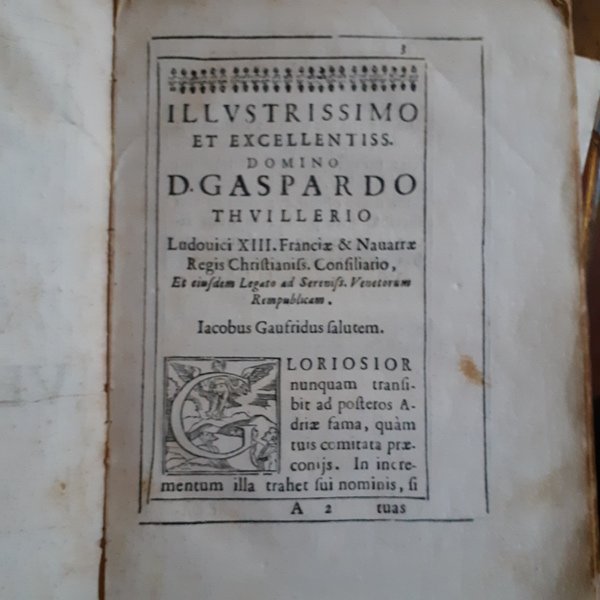 3
ILLVSTRISSIMO
ET EXCELLENTISS.
DOMINO
D. GASPARDO
THVILLERIO
Ludouici XIII. Franciæ & Nauarræ
Regis Christianiss. Consiliario,
Et eiusdem Legato ad Sereniss. Venetorum
Rempublicam.
Iacobus Gaufridus salutem.
GLORIOSIOR
nunquam transi-
bit ad posteros A-
driæ fama, quàm
tuis comitata præ-
conijs. In incre-
mentum illa trahet sui nominis, si
A 2 tuas